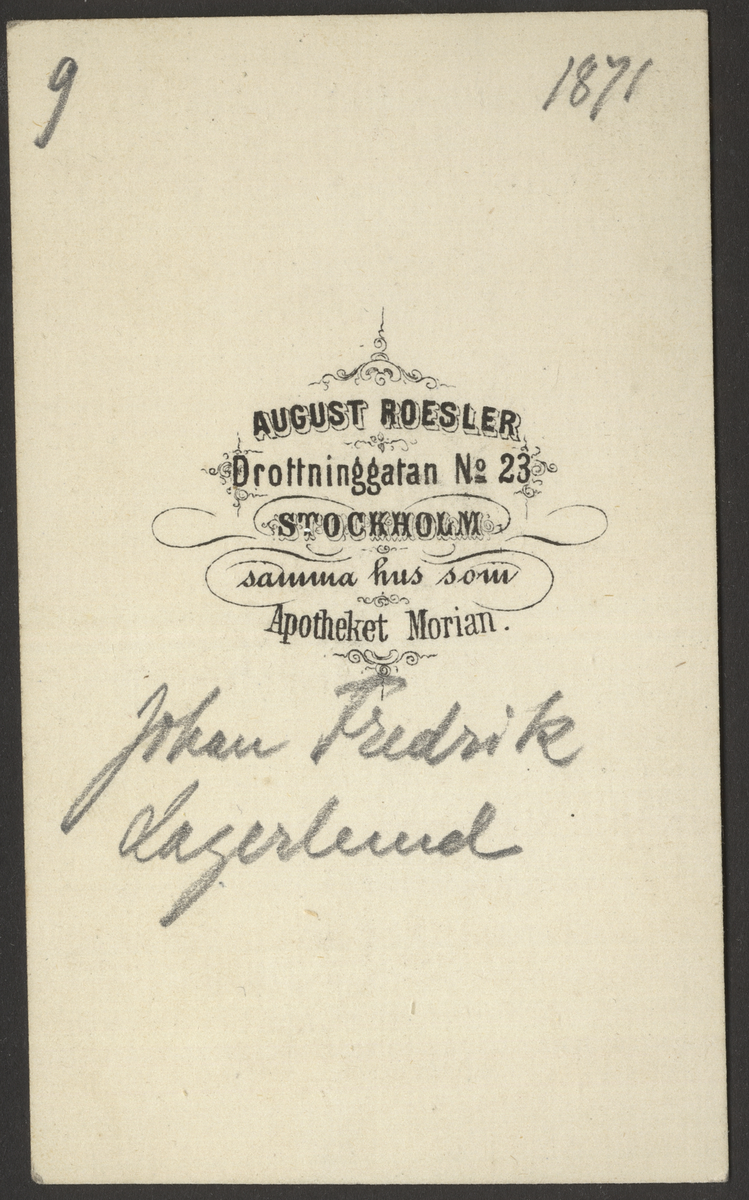 9
1871
AUGUST ROESLER
Drottninggatan No 23
STOCKHOLM
samma hus som
Apotheket Morian.
Johan Fredrik
Lagerlund